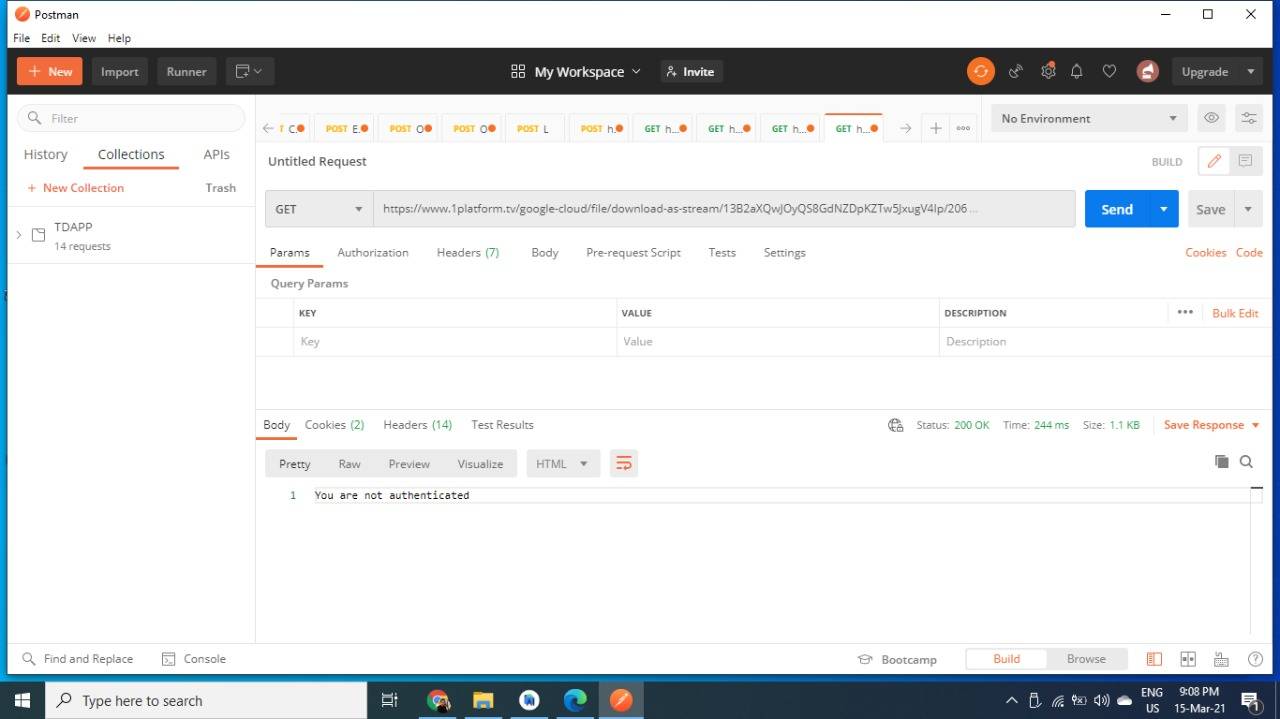 Postman
File Edit View Help
+ New Import Runner My Workspace Invite Upgrade
Filter
History Collections APIs
+ New Collection Trash
TDAPP
14 requests
T C. POST E. POST O POST O POST L POST h. GET h... GET h... GET h... GET h... + ooo
No Environment
Untitled Request BUILD
GET https://www.1platform.tv/google-cloud/file/download-as-stream/13B2aXQwJOyQS8GdNZDpKZTw5JxugV4Ip/206 ... Send Save
Params Authorization Headers (7) Body Pre-request Script Tests Settings Cookies Code
Query Params
KEY VALUE DESCRIPTION ••• Bulk Edit
Key Value Description
Body Cookies (2) Headers (14) Test Results Status: 200 OK Time: 244 ms Size: 1.1 KB Save Response
Pretty Raw Preview Visualize HTML
1 You are not authenticated
Find and Replace Console Bootcamp Build Browse
Type here to search
ENG 9:08 PM
US 15-Mar-21 1